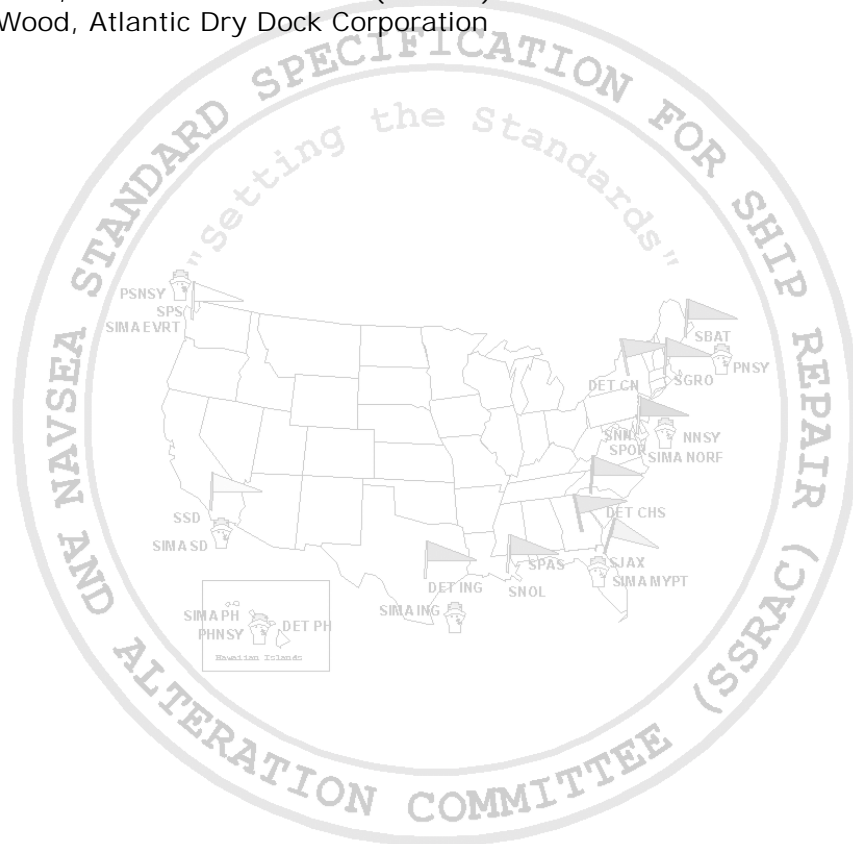 Wood, Atlantic Dry Dock Corporation
NAVSEA STANDARD SPECIFICATION FOR SHIP REPAIR
AND ALTERATION COMMITTEE (SSRAC)
"Setting the Standards"
PSNSY
SPS
SIMA EVRT
SBAT
PNSY
DET CN
SGRO
NNSY
SPOR
SIMA NORF
SSD
SIMA SD
DET CHS
SPAS
SJAX
SIMA MYPT
DET ING
SNOL
SIMA ING
SIMA PH
PHNSY
DET PH
Hawaiian Islands